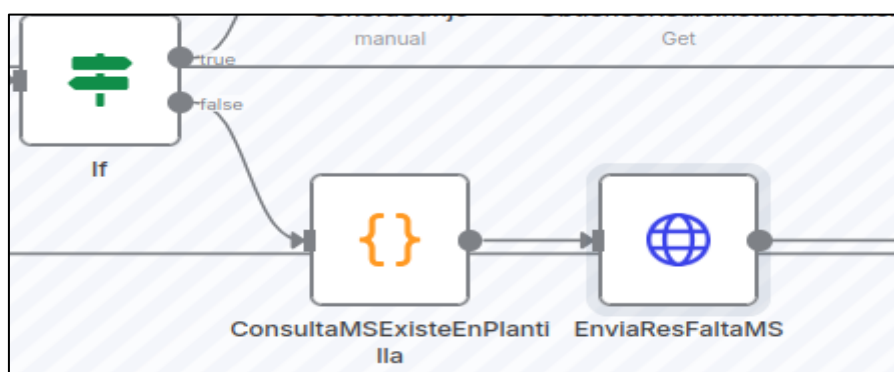 manual
Get
true
false
If
ConsultaMSExisteEnPlanti
lla
EnviaResFaltaMS